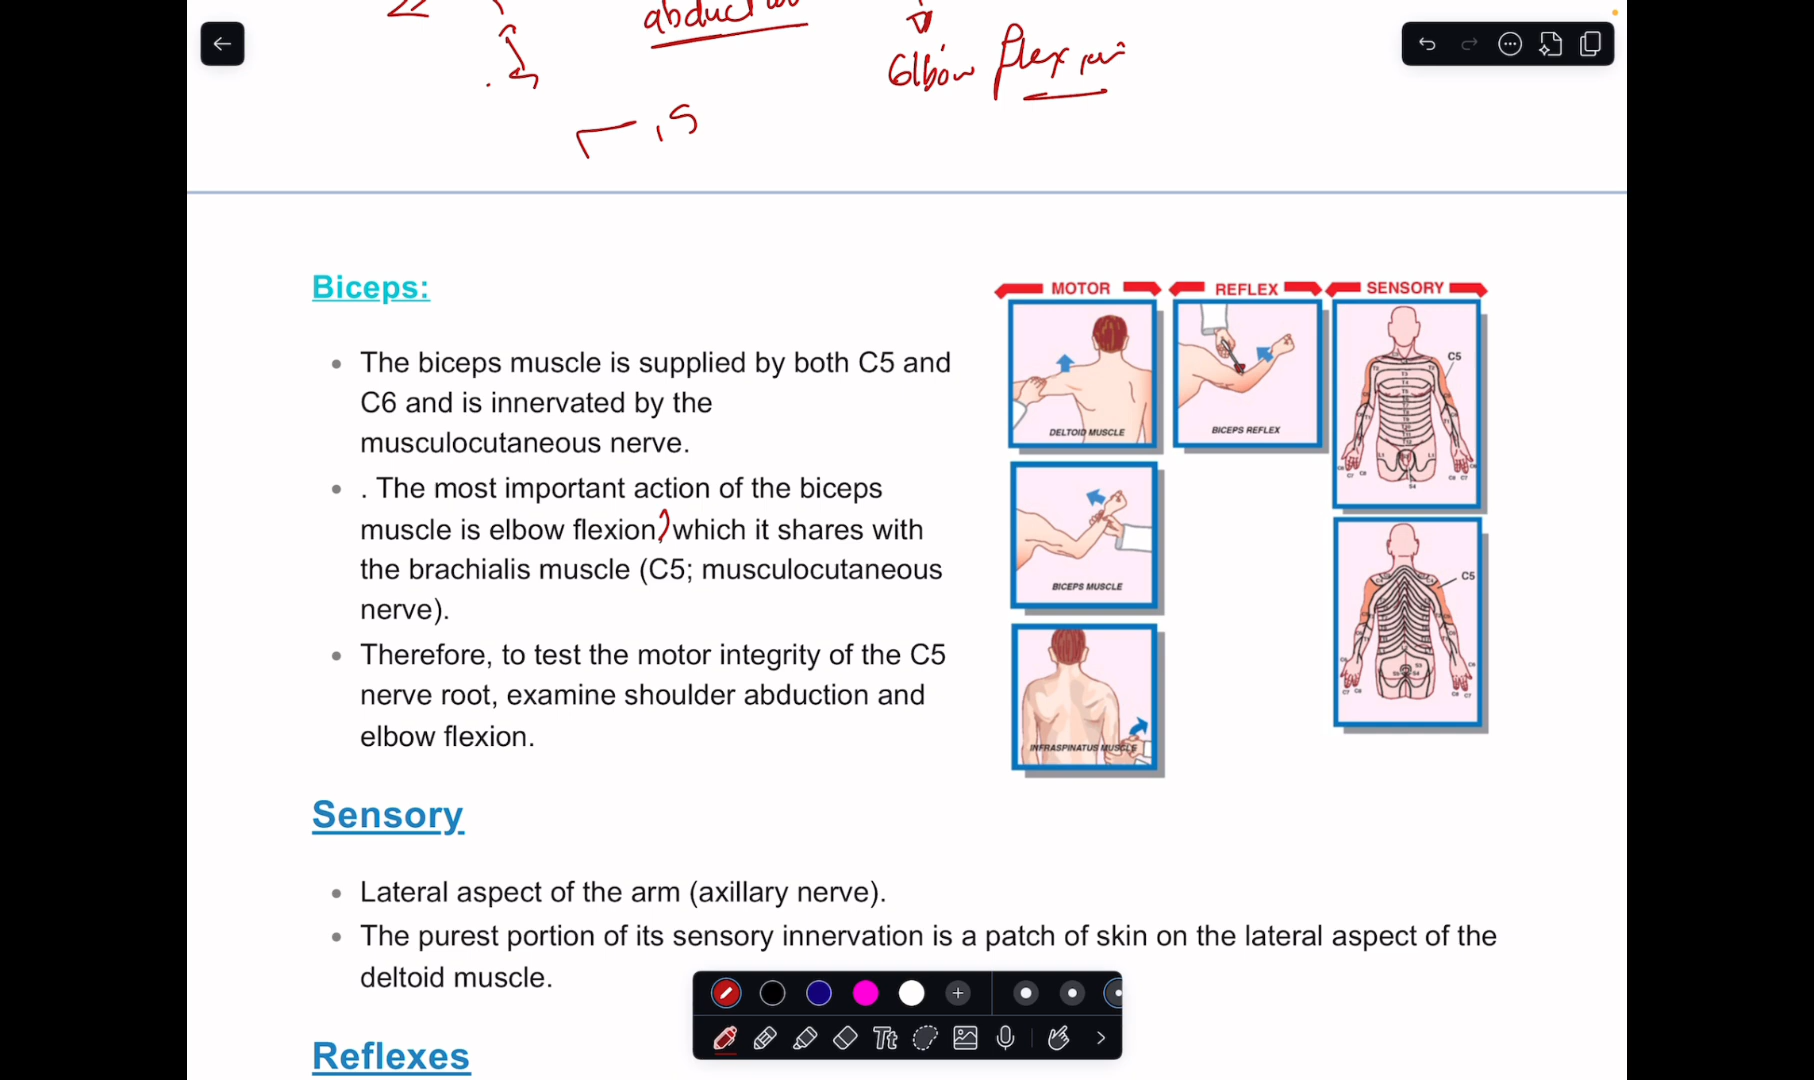 abduct
Elbow flex
Biceps:
The biceps muscle is supplied by both C5 and
C6 and is innervated by the
musculocutaneous nerve.
. The most important action of the biceps
muscle is elbow flexion, which it shares with
the brachialis muscle (C5; musculocutaneous
nerve).
Therefore, to test the motor integrity of the C5
nerve root, examine shoulder abduction and
elbow flexion.
MOTOR
REFLEX
SENSORY
DELTOID MUSCLE
BICEPS REFLEX
C5
BICEPS MUSCLE
C5
INFRASPINATUS MUSCLE
Sensory
Lateral aspect of the arm (axillary nerve).
The purest portion of its sensory innervation is a patch of skin on the lateral aspect of the
deltoid muscle.
Reflexes
Tt